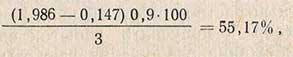 (1,986 — 0,147) 0,9·100
3
= 55,17%,